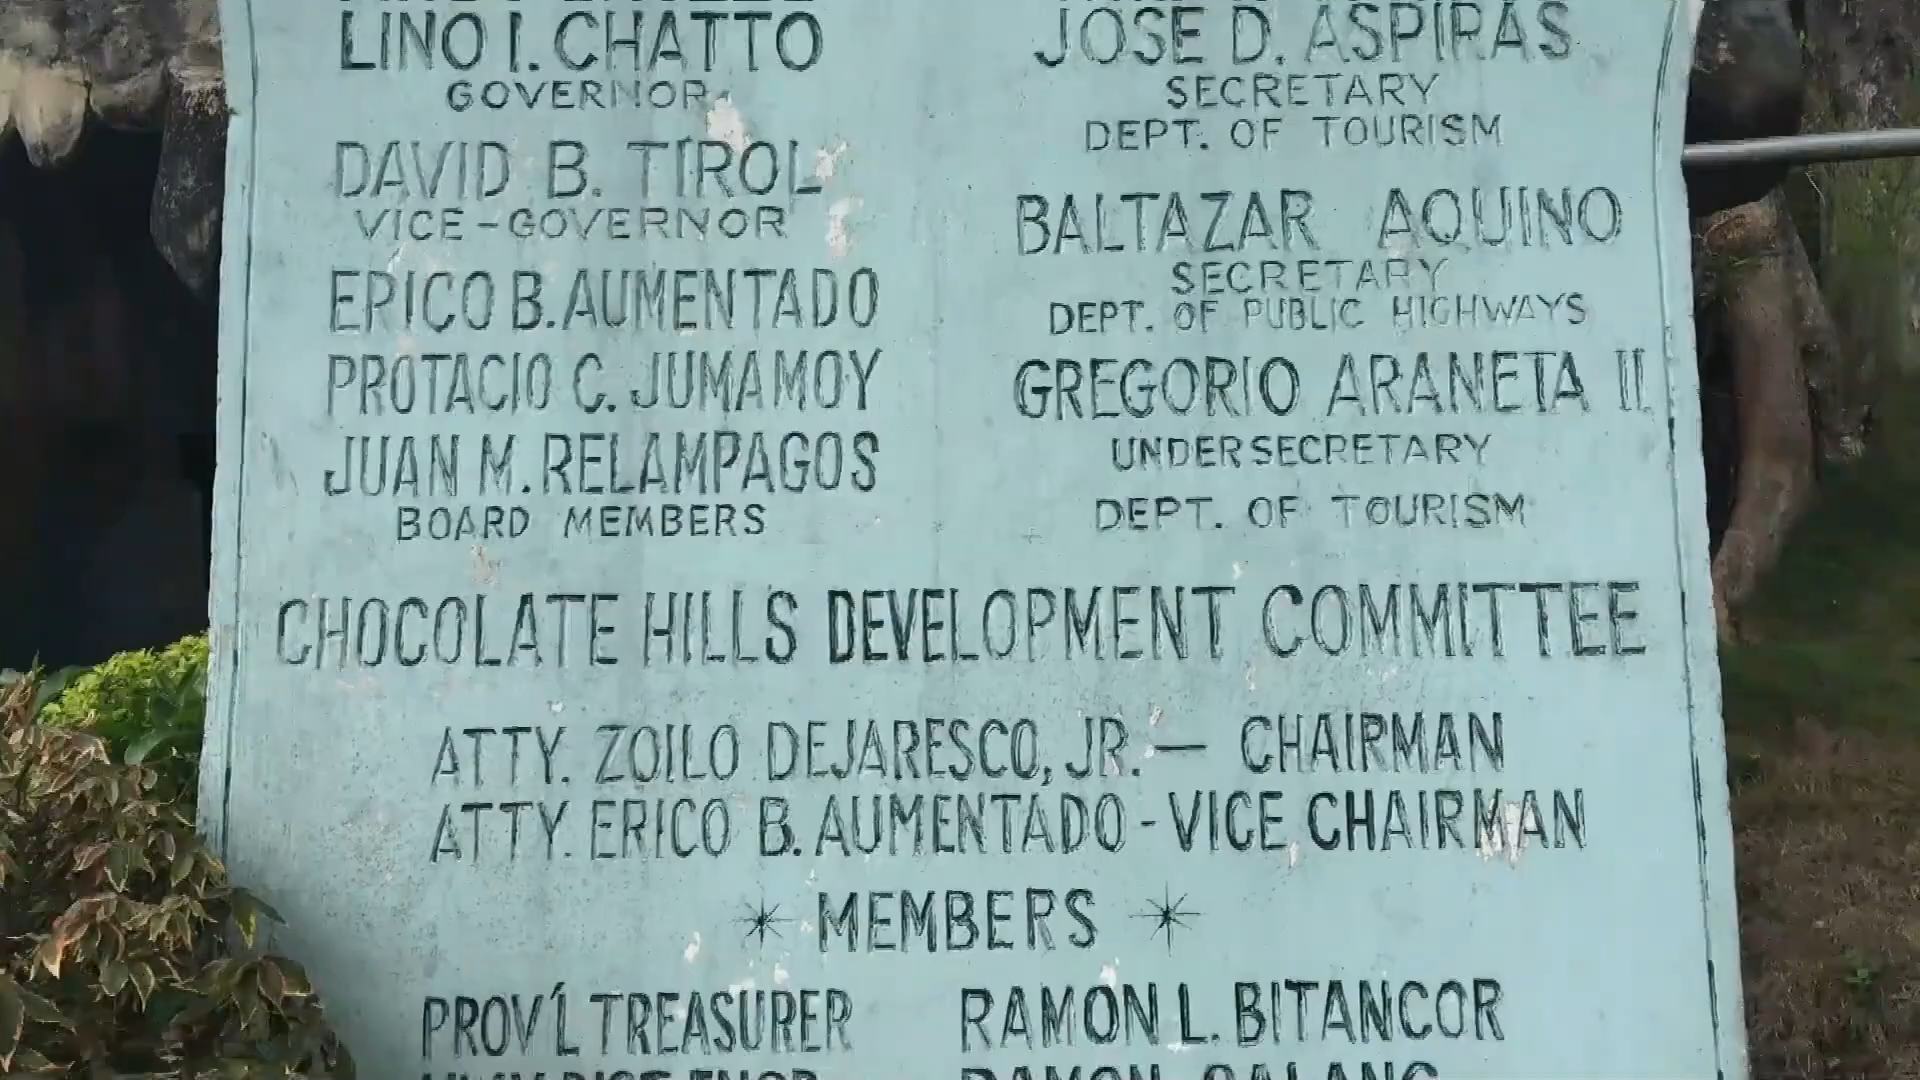 LINO I. CHATTO
GOVERNOR
DAVID B. TIROL
VICE-GOVERNOR
ERICO B. AUMENTADO
PROTACIO C. JUMAMOY
JUAN M. RELAMPAGOS
BOARD MEMBERS
JOSE D. ASPIRAS
SECRETARY
DEPT. OF TOURISM
BALTAZAR AQUINO
SECRETARY
DEPT. OF PUBLIC HIGHWAYS
GREGORIO ARANETA II
UNDERSECRETARY
DEPT. OF TOURISM
CHOCOLATE HILLS DEVELOPMENT COMMITTEE
ATTY. ZOILO DEJARESCO, JR. — CHAIRMAN
ATTY. ERICO B. AUMENTADO - VICE CHAIRMAN
MEMBERS
PROV'L TREASURER RAMON L. BITANCOR